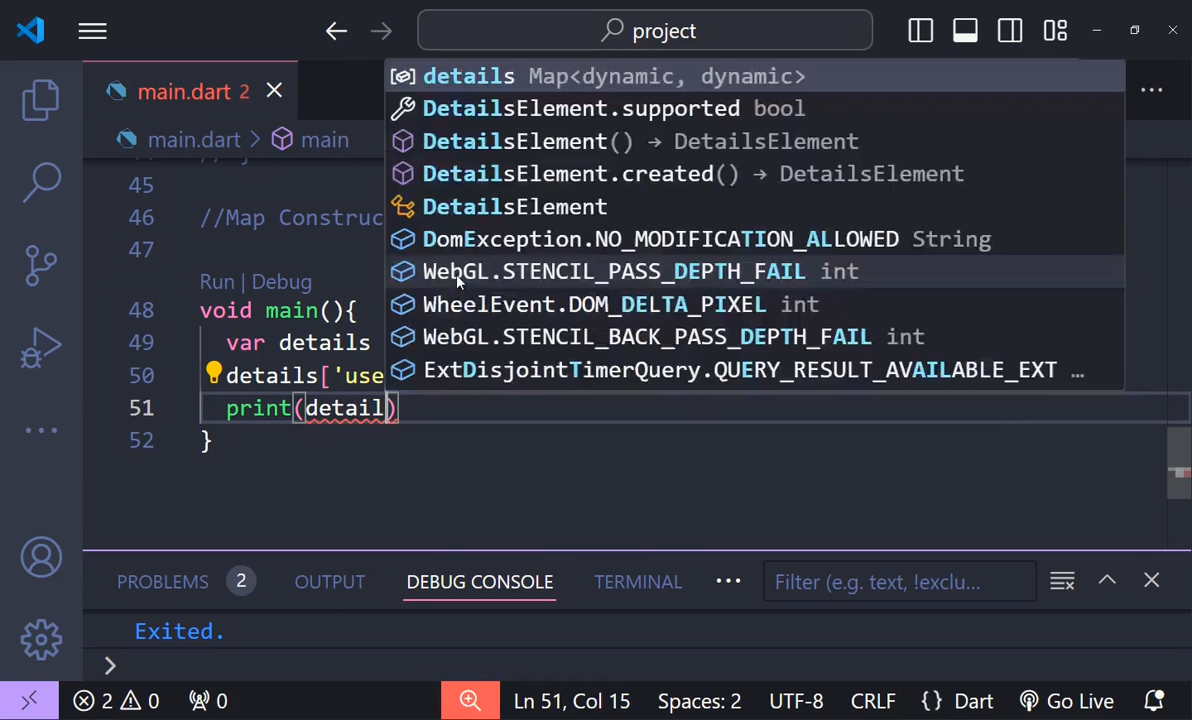 project
main.dart 2
main.dart > main
details Map<dynamic, dynamic>
DetailsElement.supported bool
DetailsElement() → DetailsElement
DetailsElement.created() → DetailsElement
DetailsElement
DomException.NO_MODIFICATION_ALLOWED String
WebGL.STENCIL_PASS_DEPTH_FAIL int
WheelEvent.DOM_DELTA_PIXEL int
WebGL.STENCIL_BACK_PASS_DEPTH_FAIL int
ExtDisjointTimerQuery.QUERY_RESULT_AVAILABLE_EXT …
45
46 //Map Construc
47
Run | Debug
48 void main(){
49 var details
50 details['use
51 print(detail)
52 }
PROBLEMS 2 OUTPUT DEBUG CONSOLE TERMINAL ··· Filter (e.g. text, !exclu...
Exited.
>
2 0 0 Ln 51, Col 15 Spaces: 2 UTF-8 CRLF {} Dart Go Live